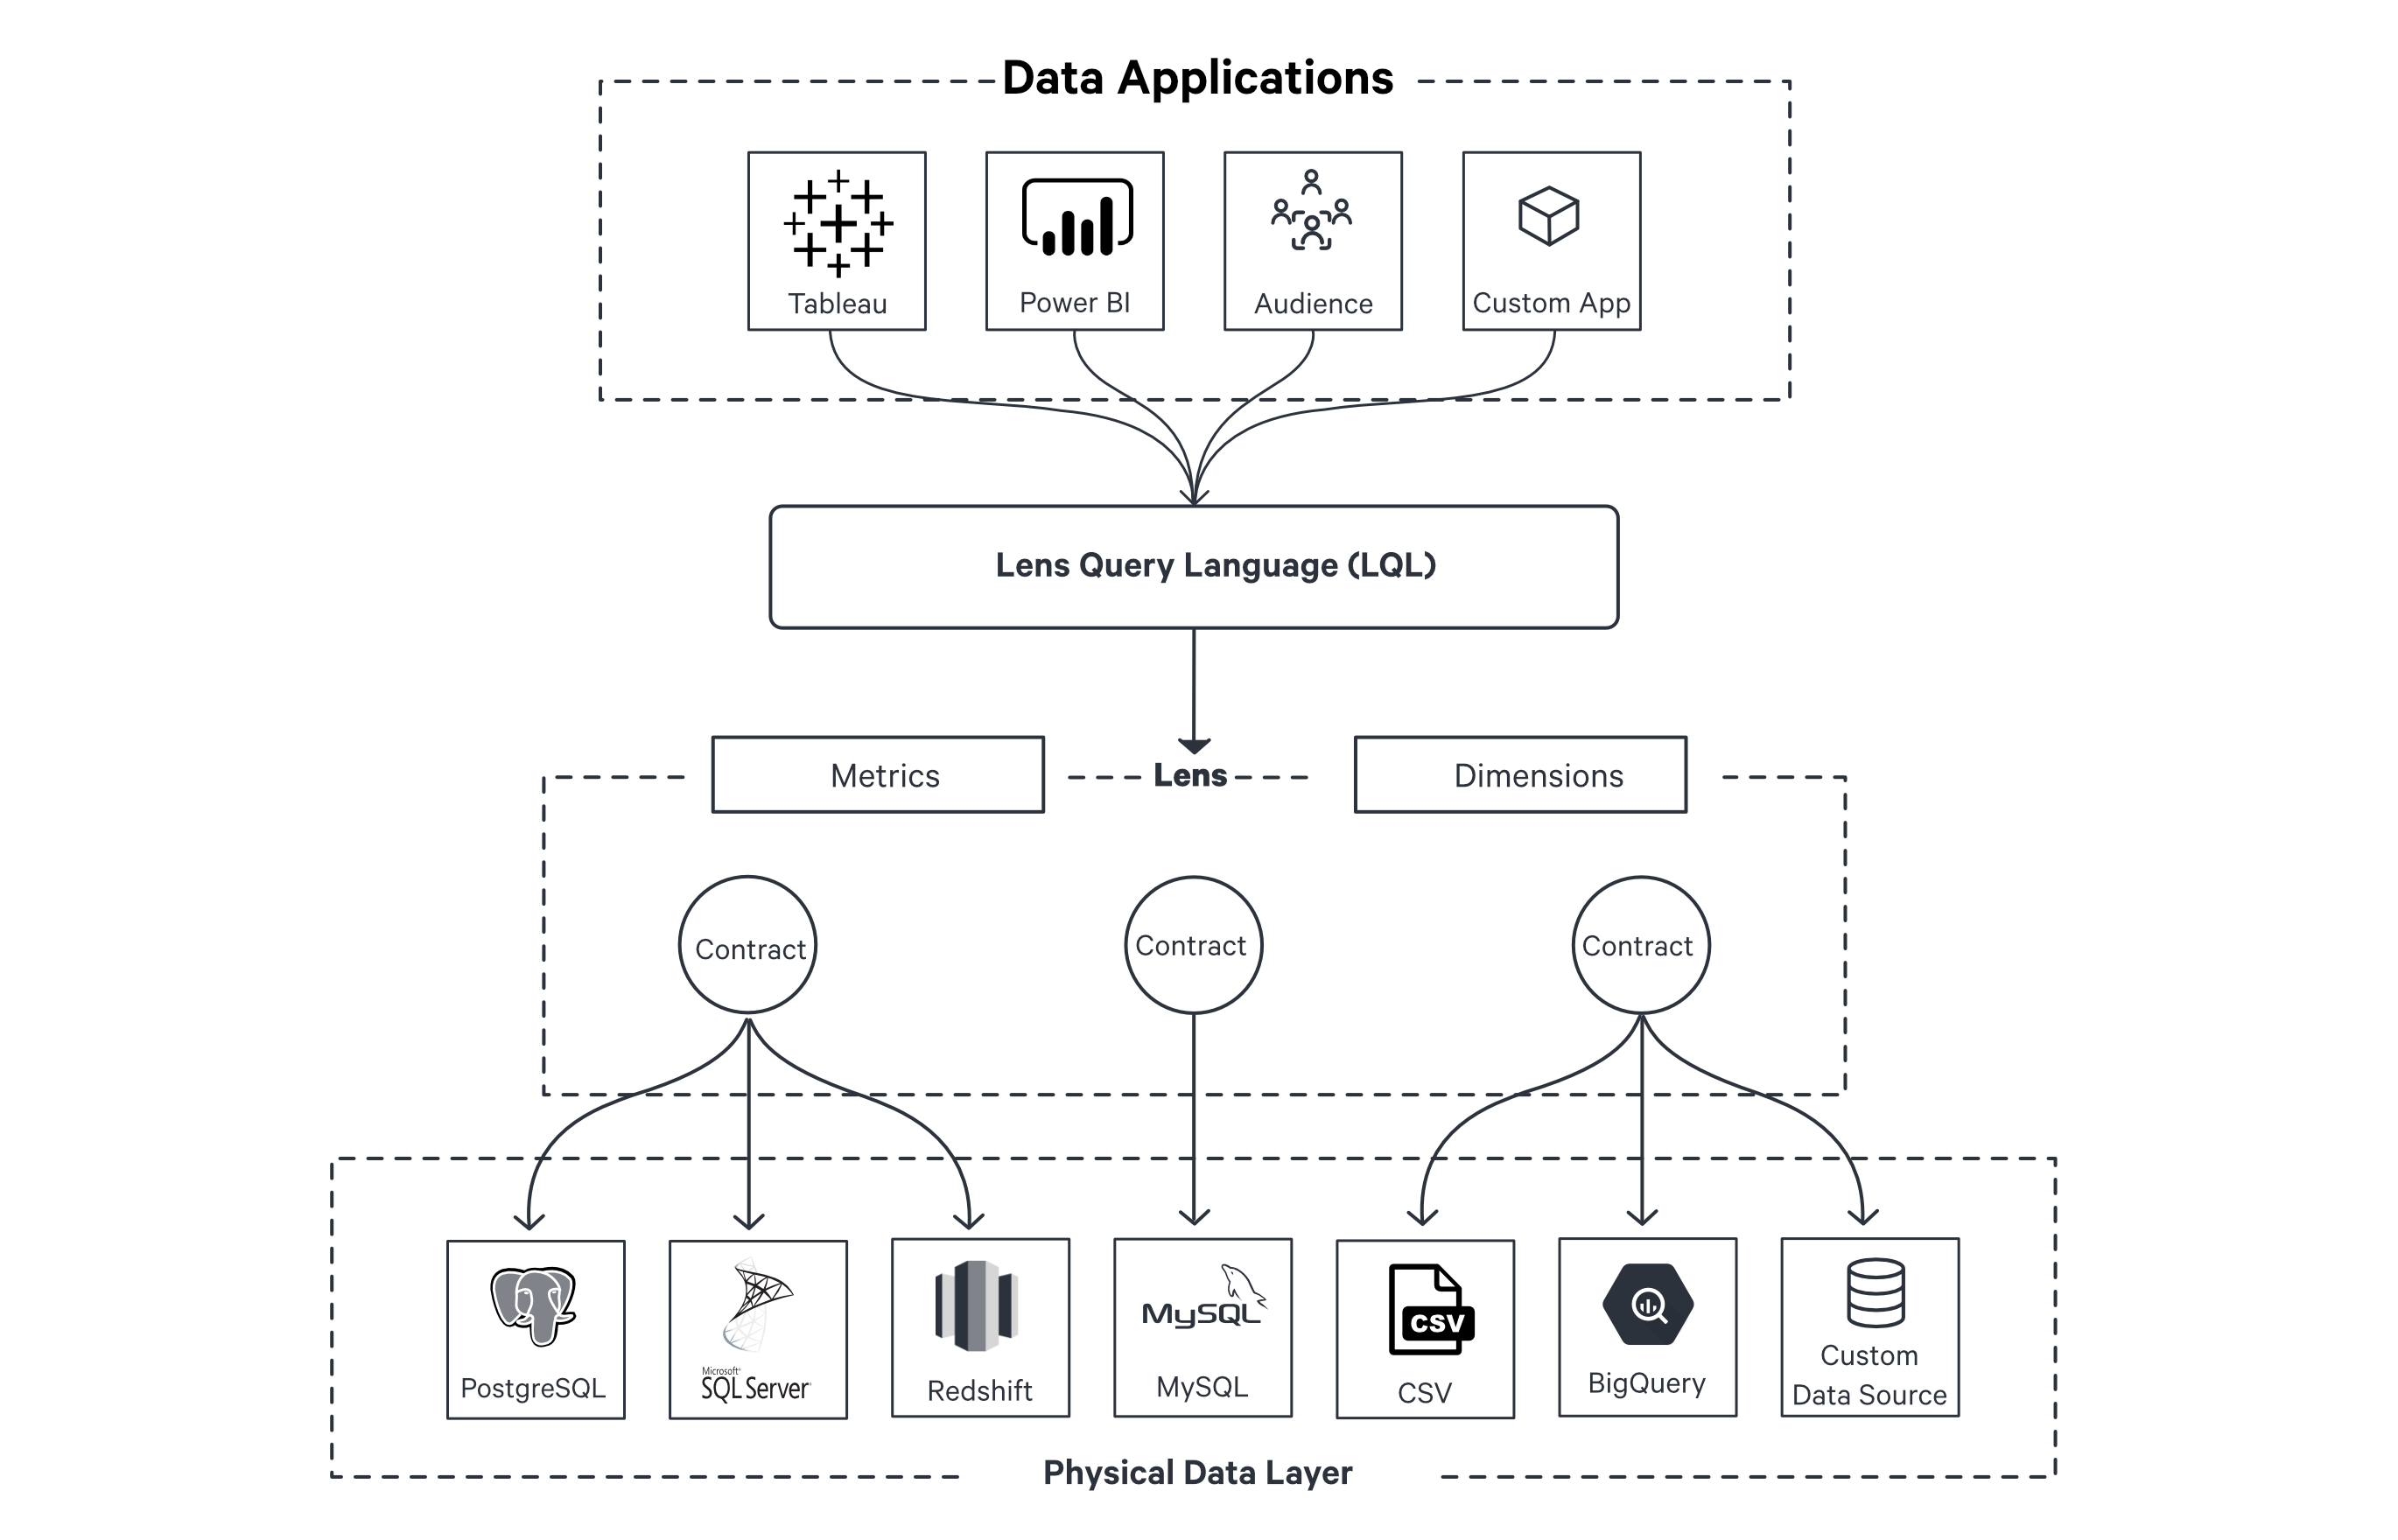 Data Applications
Tableau
Power BI
Audience
Custom App
Lens Query Language (LQL)
Metrics
Lens
Dimensions
Contract
Contract
Contract
PostgreSQL
Microsoft
SQL Server
Redshift
MySQL
MySQL
CSV
CSV
BigQuery
Custom
Data Source
Physical Data Layer